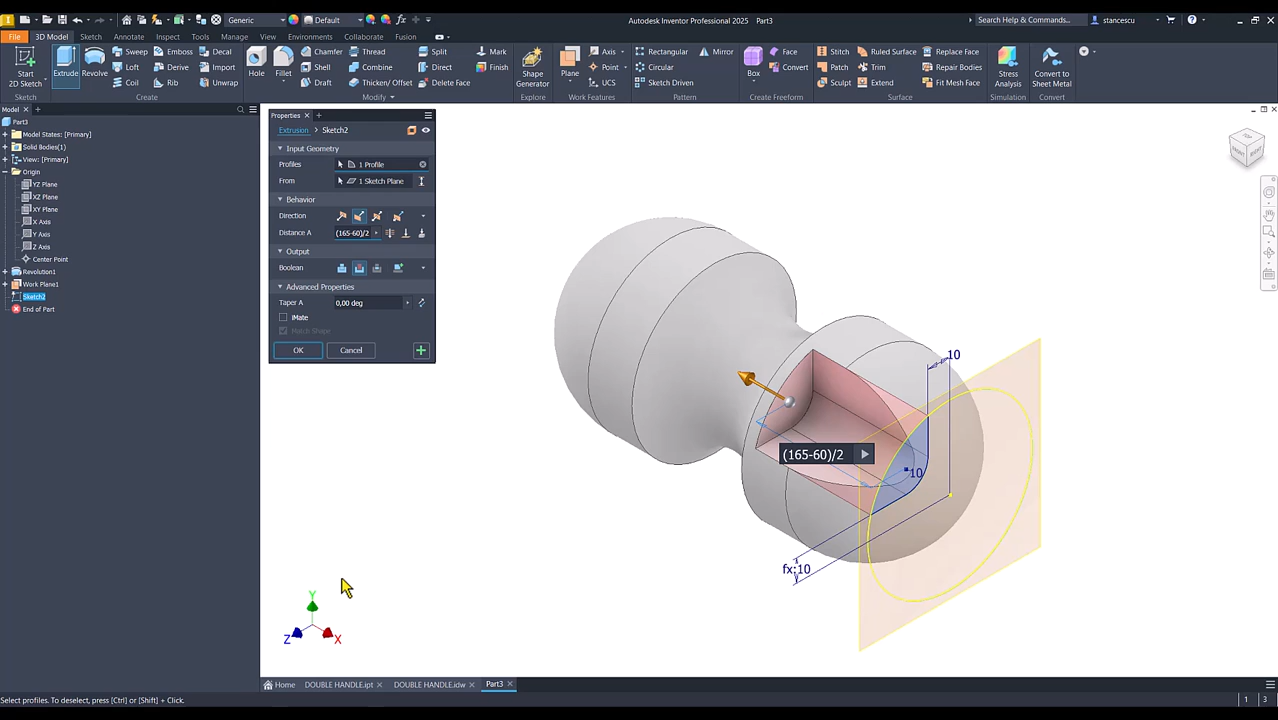 Generic
Default
Autodesk Inventor Professional 2025 Part3
Search Help & Commands...
stancescu
File
3D Model
Sketch
Annotate
Inspect
Tools
Manage
View
Environments
Collaborate
Fusion
Start
2D Sketch
Extrude
Revolve
Sweep
Loft
Coil
Emboss
Derive
Rib
Decal
Import
Unwrap
Hole
Fillet
Chamfer
Shell
Draft
Thread
Combine
Thicken/ Offset
Split
Direct
Delete Face
Mark
Finish
Shape
Generator
Plane
Axis
Point
UCS
Rectangular
Circular
Sketch Driven
Mirror
Box
Face
Convert
Stitch
Patch
Sculpt
Ruled Surface
Trim
Extend
Replace Face
Repair Bodies
Fit Mesh Face
Stress
Analysis
Convert to
Sheet Metal
Sketch
Create
Modify
Explore
Work Features
Pattern
Create Freeform
Surface
Simulation
Convert
Model
Part3
Model States: [Primary]
Solid Bodies(1)
View: [Primary]
Origin
YZ Plane
XZ Plane
XY Plane
X Axis
Y Axis
Z Axis
Center Point
Revolution1
Work Plane1
Sketch2
End of Part
Properties
Extrusion > Sketch2
Input Geometry
Profiles 1 Profile
From 1 Sketch Plane
Behavior
Direction
Distance A (165-60)/2
Output
Boolean
Advanced Properties
Taper A 0,00 deg
iMate
Match Shape
OK
Cancel
TOP
FRONT
RIGHT
10
(165-60)/2
10
fx:10
Y
Z
X
Home
DOUBLE HANDLE.ipt
DOUBLE HANDLE.idw
Part3
Select profiles. To deselect, press [Ctrl] or [Shift] + Click.
1
3